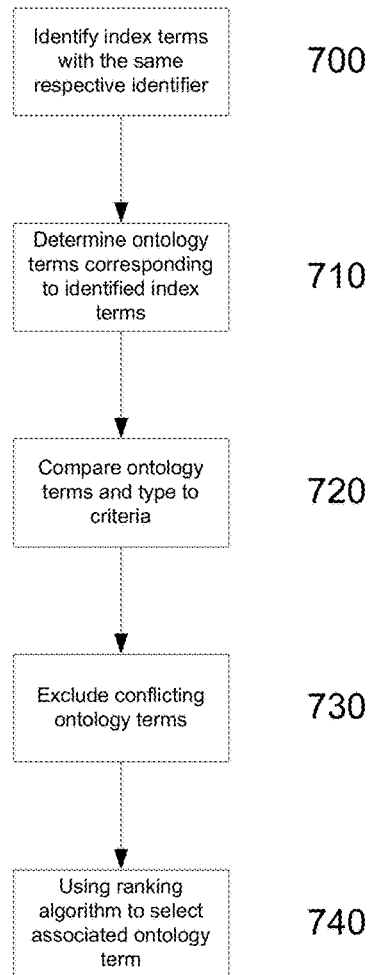 Identify index terms
with the same
respective identifier
700
Determine ontology
terms corresponding
to identified index
terms
710
Compare ontology
terms and type to
criteria
720
Exclude conflicting
ontology terms
730
Using ranking
algorithm to select
associated ontology
term
740